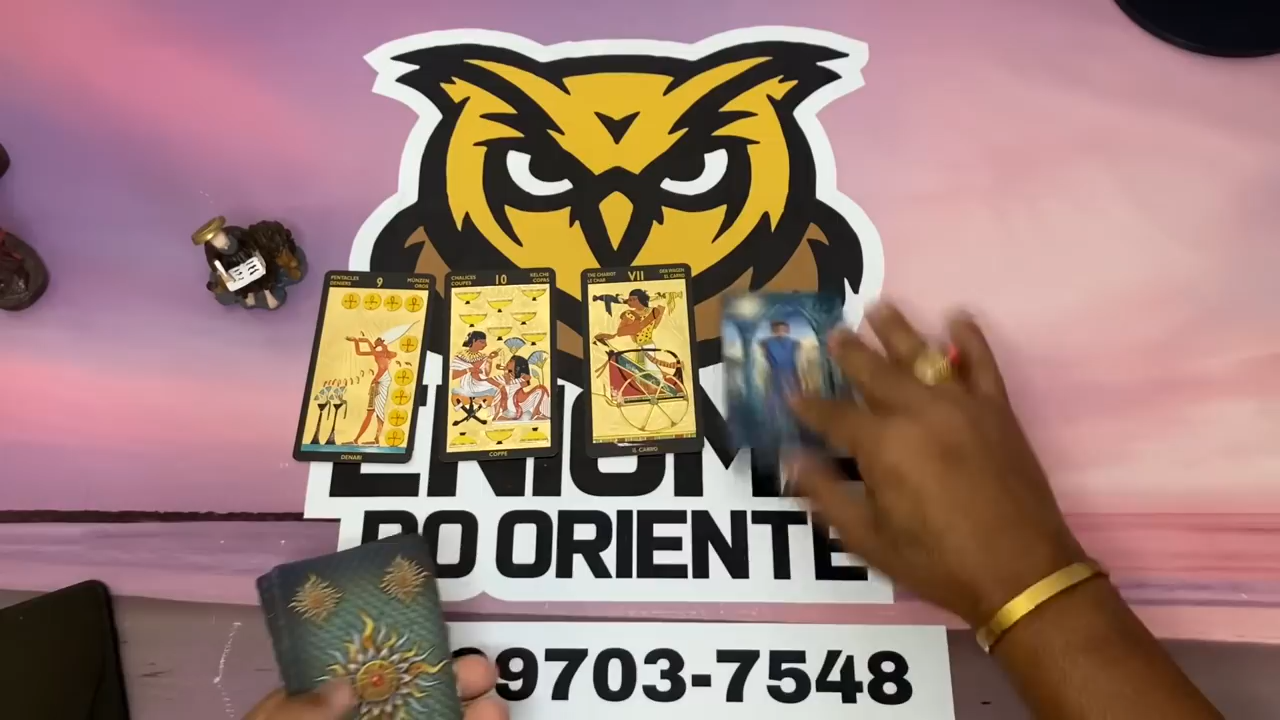 PENTACLES 9 MÜNZEN
DENIERS OROS
DENARI
CHALICES 10 KELCHE
COUPES COPAS
COPPE
THE CHARIOT VII DER WAGEN
LE CHAR EL CARRO
IL CARRO
DO ORIENTE
9703-7548